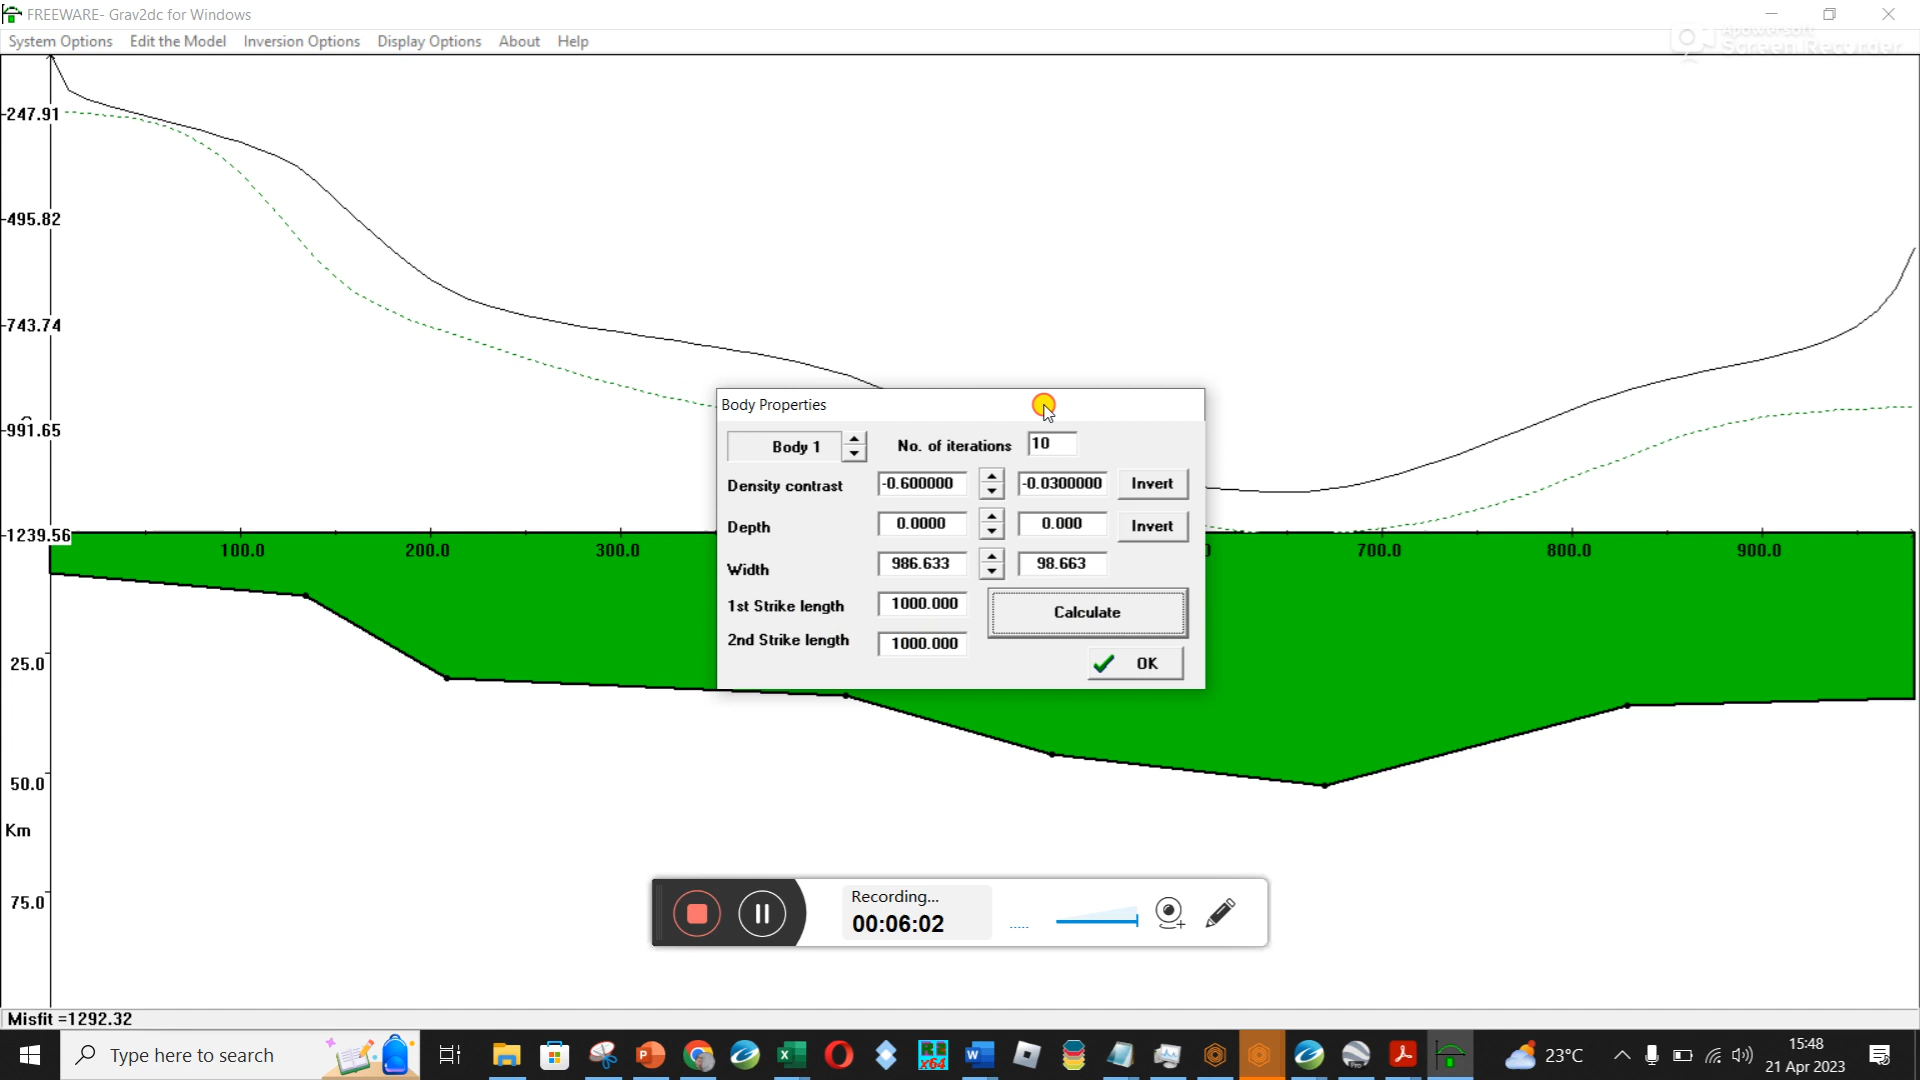 FREEWARE- Grav2dc for Windows
System Options Edit the Model Inversion Options Display Options About Help
Apowersoft
Screen Recorder
-247.91
-495.82
-743.74
-991.65
-1239.56
100.0 200.0 300.0 700.0 800.0 900.0
25.0
50.0
Km
75.0
Body Properties
Body 1 No. of iterations 10
Density contrast -0.600000 -0.0300000 Invert
Depth 0.0000 0.000 Invert
Width 986.633 98.663
1st Strike length 1000.000 Calculate
2nd Strike length 1000.000
OK
Recording...
00:06:02
Misfit =1292.32
Type here to search
x64
Pro
23°C
15:48
21 Apr 2023